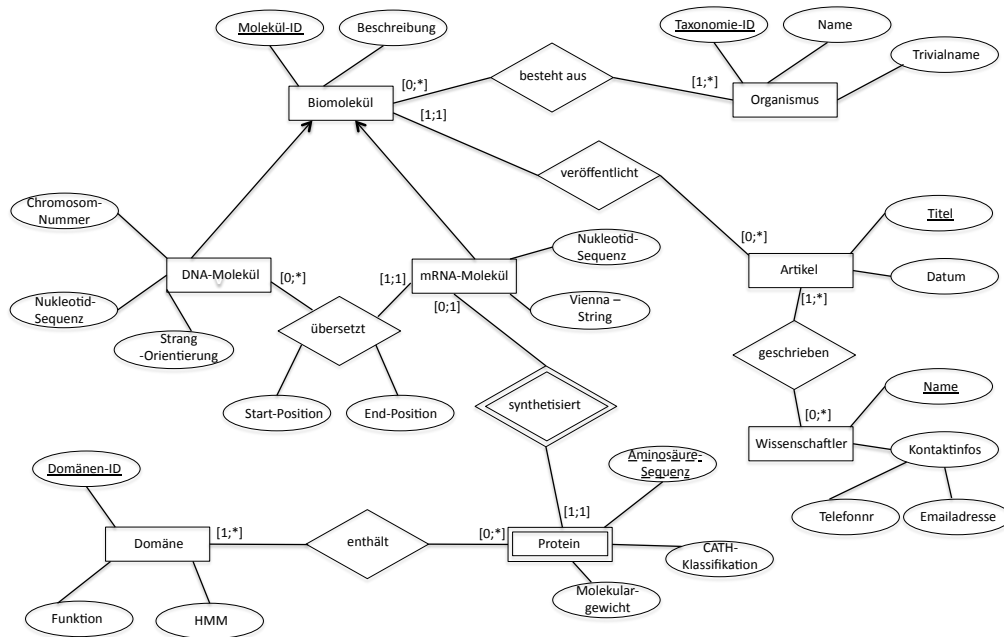 Molekül-ID
Beschreibung
Taxonomie-ID
Name
Trivialname
besteht aus
[0;*]
[1;*]
Biomolekül
Organismus
[1;1]
veröffentlicht
Chromosom-
Nummer
Titel
[0;*]
Nukleotid-
Sequenz
DNA-Molekül
[0;*]
[1;1]
mRNA-Molekül
Artikel
Datum
[0;1]
[1;*]
Nukleotid-
Sequenz
Vienna –
String
übersetzt
Strang
-Orientierung
geschrieben
Start-Position
End-Position
synthetisiert
Name
[0;*]
Wissenschaftler
Kontaktinfos
Domänen-ID
Aminosäure-
Sequenz
Telefonnr
Emailadresse
[1;*]
[1;1]
Domäne
enthält
[0;*]
Protein
CATH-
Klassifikation
Molekular-
gewicht
Funktion
HMM